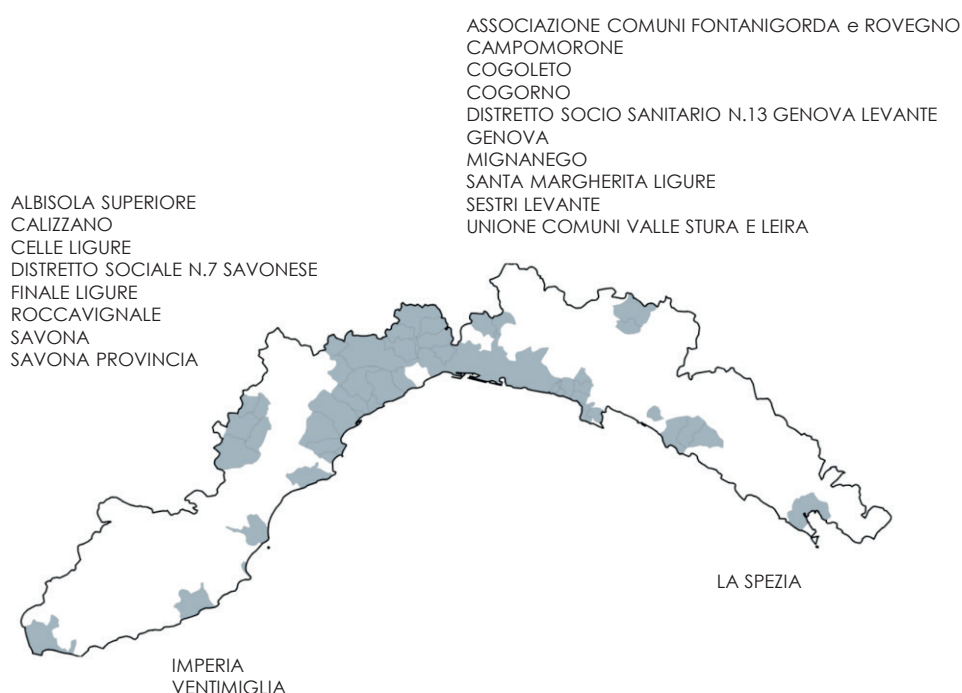 ASSOCIAZIONE COMUNI FONTANIGORDA e ROVEGNO
CAMPOMORONE
COGOLETO
COGORNO
DISTRETTO SOCIO SANITARIO N.13 GENOVA LEVANTE
GENOVA
MIGNANEGO
SANTA MARGHERITA LIGURE
SESTRI LEVANTE
UNIONE COMUNI VALLE STURA E LEIRA
ALBISOLA SUPERIORE
CALIZZANO
CELLE LIGURE
DISTRETTO SOCIALE N.7 SAVONESE
FINALE LIGURE
ROCCAVIGNALE
SAVONA
SAVONA PROVINCIA
LA SPEZIA
IMPERIA
VENTIMIGLIA